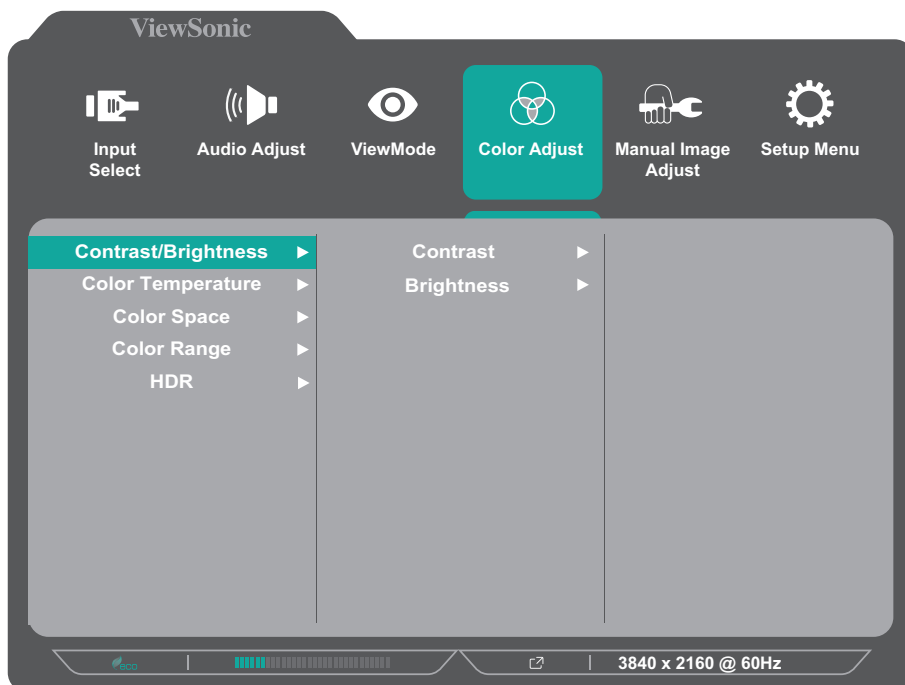 ViewSonic
Input
Select
Audio Adjust
ViewMode
Color Adjust
Manual Image
Adjust
Setup Menu
Contrast/Brightness
Color Temperature
Color Space
Color Range
HDR
Contrast
Brightness
eco
3840 x 2160 @ 60Hz